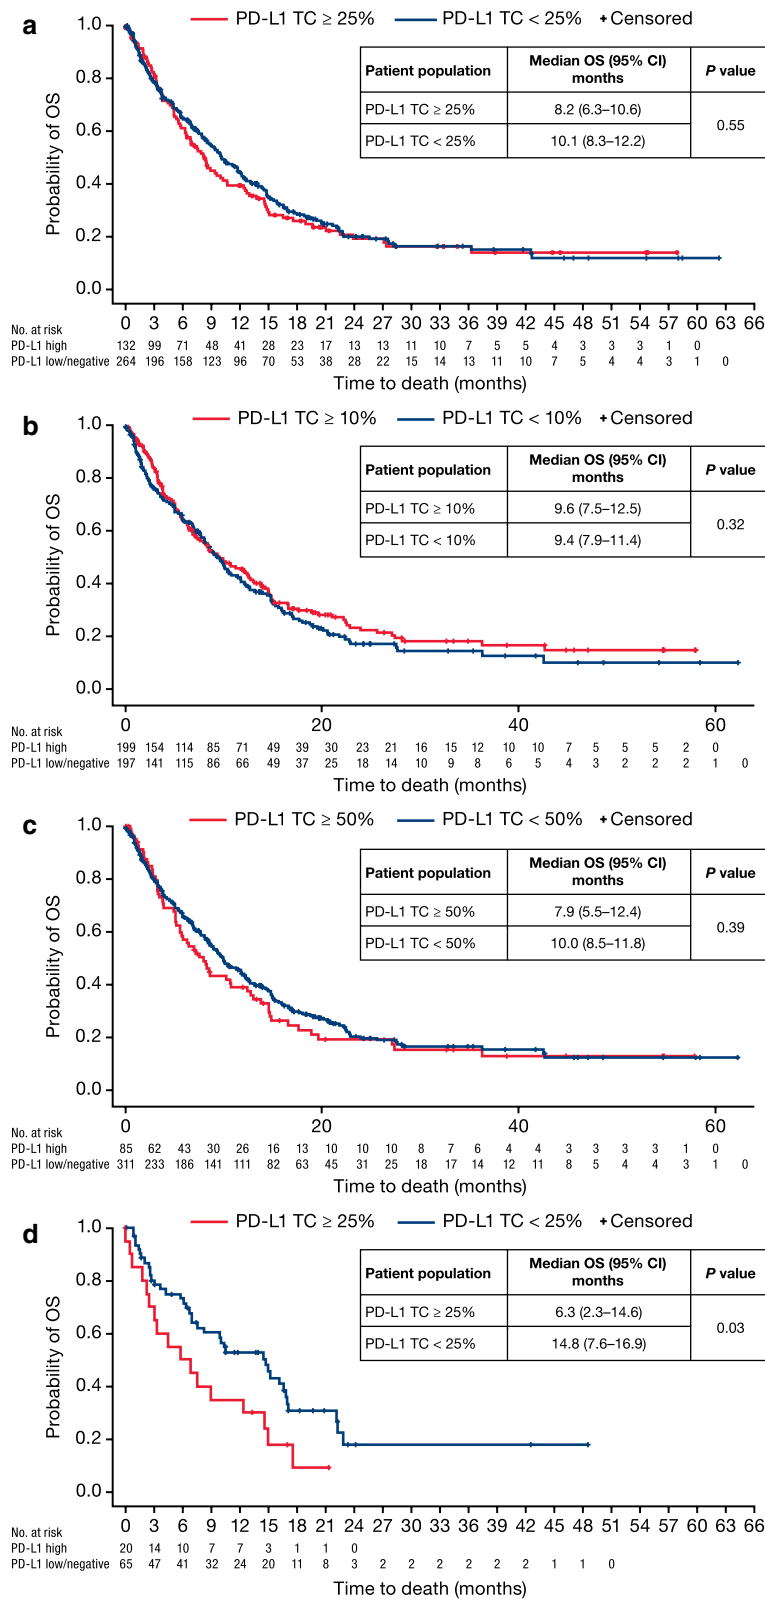 a
PD-L1 TC ≥ 25% PD-L1 TC < 25% +Censored
Patient population Median OS (95% CI) months P value
PD-L1 TC ≥ 25% 8.2 (6.3–10.6) 0.55
PD-L1 TC < 25% 10.1 (8.3–12.2)
Probability of OS
1.0
0.8
0.6
0.4
0.2
0.0
0 3 6 9 12 15 18 21 24 27 30 33 36 39 42 45 48 51 54 57 60 63 66
No. at risk
PD-L1 high 132 99 71 48 41 28 23 17 13 13 11 10 7 5 5 4 3 3 3 1 0
PD-L1 low/negative 264 196 158 123 96 70 53 38 28 22 15 14 13 11 10 7 5 4 4 3 1 0
Time to death (months)
b
PD-L1 TC ≥ 10% PD-L1 TC < 10% +Censored
Patient population Median OS (95% CI) months P value
PD-L1 TC ≥ 10% 9.6 (7.5–12.5) 0.32
PD-L1 TC < 10% 9.4 (7.9–11.4)
Probability of OS
1.0
0.8
0.6
0.4
0.2
0.0
0 20 40 60
No. at risk
PD-L1 high 199 154 114 85 71 49 39 30 23 21 16 15 12 10 10 7 5 5 5 2 0
PD-L1 low/negative 197 141 115 86 66 49 37 25 18 14 10 9 8 6 5 4 3 2 2 2 1 0
Time to death (months)
c
PD-L1 TC ≥ 50% PD-L1 TC < 50% +Censored
Patient population Median OS (95% CI) months P value
PD-L1 TC ≥ 50% 7.9 (5.5–12.4) 0.39
PD-L1 TC < 50% 10.0 (8.5–11.8)
Probability of OS
1.0
0.8
0.6
0.4
0.2
0.0
0 20 40 60
No. at risk
PD-L1 high 85 62 43 30 26 16 13 10 10 10 8 7 6 4 4 3 3 3 3 1 0
PD-L1 low/negative 311 233 186 141 111 82 63 45 31 25 18 17 14 12 11 8 5 4 4 3 1 0
Time to death (months)
d
PD-L1 TC ≥ 25% PD-L1 TC < 25% +Censored
Patient population Median OS (95% CI) months P value
PD-L1 TC ≥ 25% 6.3 (2.3–14.6) 0.03
PD-L1 TC < 25% 14.8 (7.6–16.9)
Probability of OS
1.0
0.8
0.6
0.4
0.2
0.0
0 3 6 9 12 15 18 21 24 27 30 33 36 39 42 45 48 51 54 57 60 63 66
No. at risk
PD-L1 high 20 14 10 7 7 3 1 1 0
PD-L1 low/negative 65 47 41 32 24 20 11 8 3 2 2 2 2 2 2 1 1 0
Time to death (months)